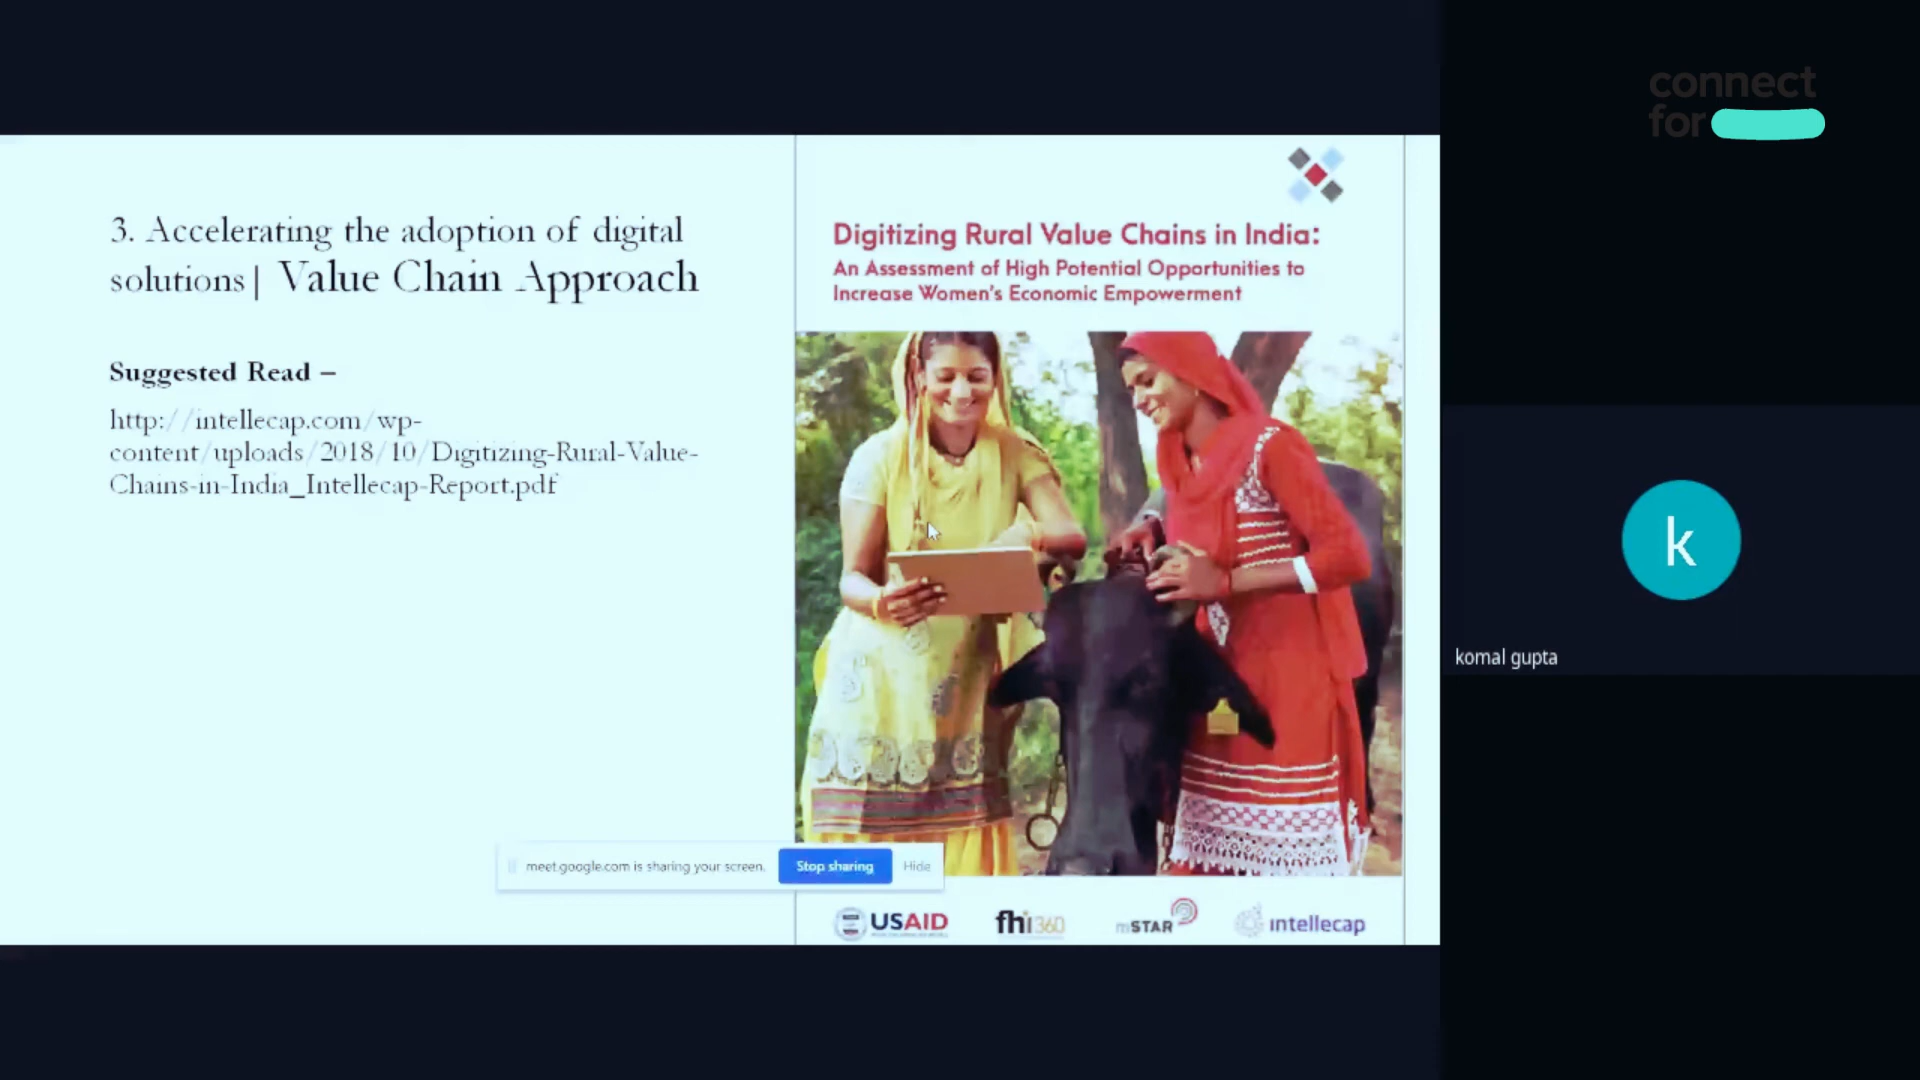 connect
for
3. Accelerating the adoption of digital
solutions| Value Chain Approach
Suggested Read –
http://intellecap.com/wp-
content/uploads/2018/10/Digitizing-Rural-Value-
Chains-in-India_Intellecap-Report.pdf
Digitizing Rural Value Chains in India:
An Assessment of High Potential Opportunities to
Increase Women's Economic Empowerment
meet.google.com is sharing your screen.
Stop sharing
Hide
USAID
fhi360
mSTAR
intellecap
k
komal gupta